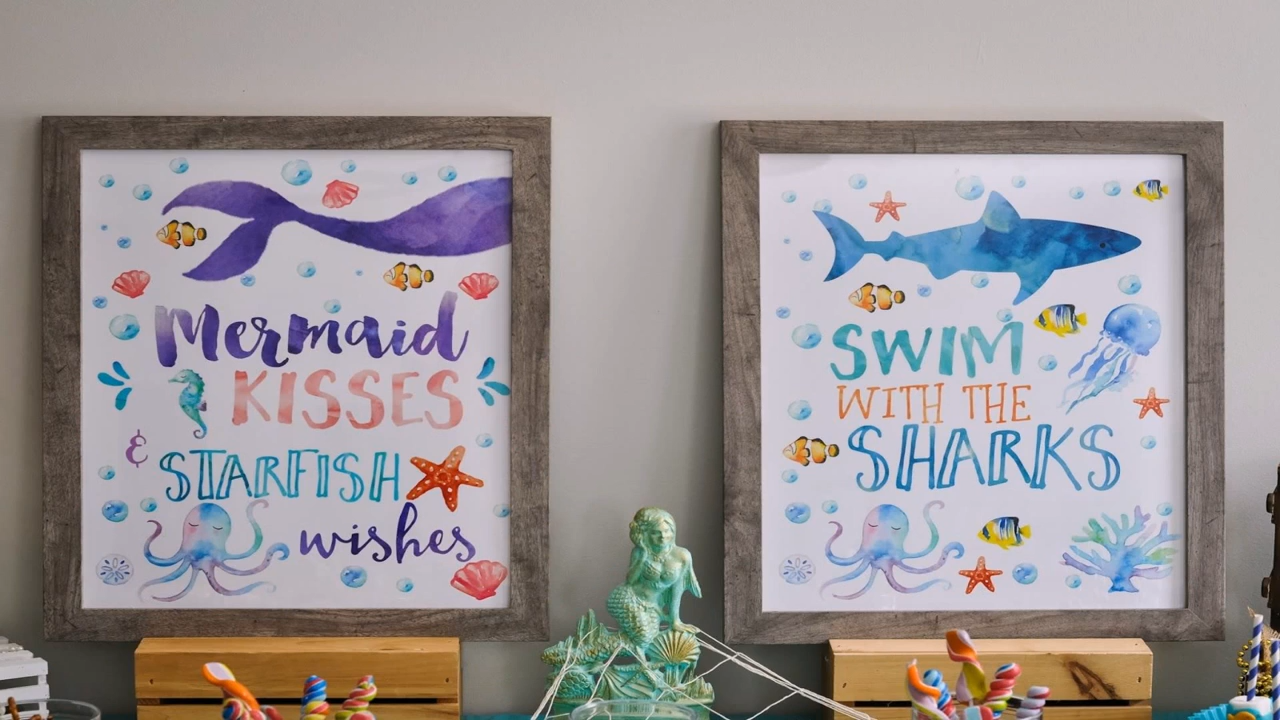 Mermaid
KISSES
&
STARFISH
wishes
SWIM
WITH THE
SHARKS